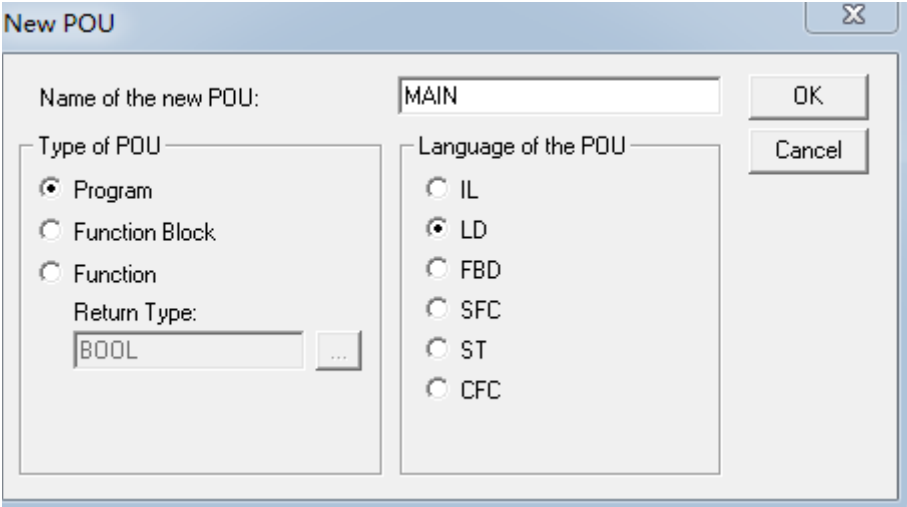 New POU
Name of the new POU:
MAIN
OK
Cancel
Type of POU
Program
Function Block
Function
Return Type:
BOOL
...
Language of the POU
IL
LD
FBD
SFC
ST
CFC